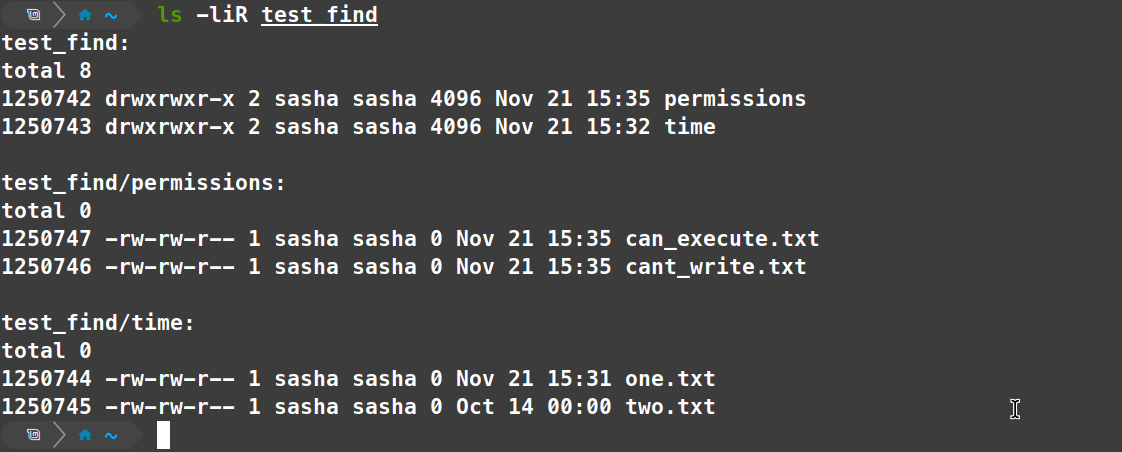 ~ ls -liR test_find
test_find:
total 8
1250742 drwxrwxr-x 2 sasha sasha 4096 Nov 21 15:35 permissions
1250743 drwxrwxr-x 2 sasha sasha 4096 Nov 21 15:32 time
test_find/permissions:
total 0
1250747 -rw-rw-r-- 1 sasha sasha 0 Nov 21 15:35 can_execute.txt
1250746 -rw-rw-r-- 1 sasha sasha 0 Nov 21 15:35 cant_write.txt
test_find/time:
total 0
1250744 -rw-rw-r-- 1 sasha sasha 0 Nov 21 15:31 one.txt
1250745 -rw-rw-r-- 1 sasha sasha 0 Oct 14 00:00 two.txt
~